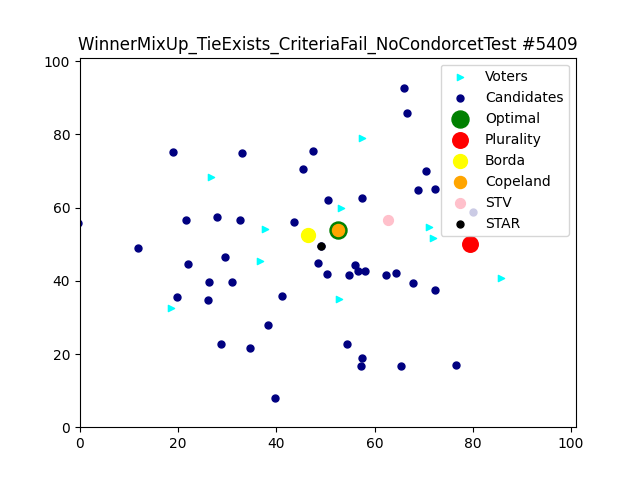 WinnerMixUp_TieExists_CriteriaFail_NoCondorcetTest #5409
100
80
60
40
20
0
0
20
40
60
80
100
Voters
Candidates
Optimal
Plurality
Borda
Copeland
STV
STAR